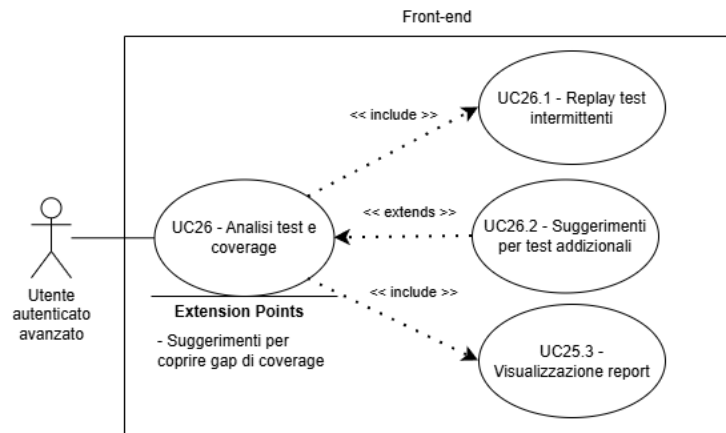 Front-end
UC26.1 - Replay test
intermittenti
<< include >>
UC26 - Analisi test e
coverage
<< extends >>
UC26.2 - Suggerimenti
per test addizionali
Utente
autenticato
avanzato
<< include >>
Extension Points
- Suggerimenti per
coprire gap di coverage
UC25.3 -
Visualizzazione report